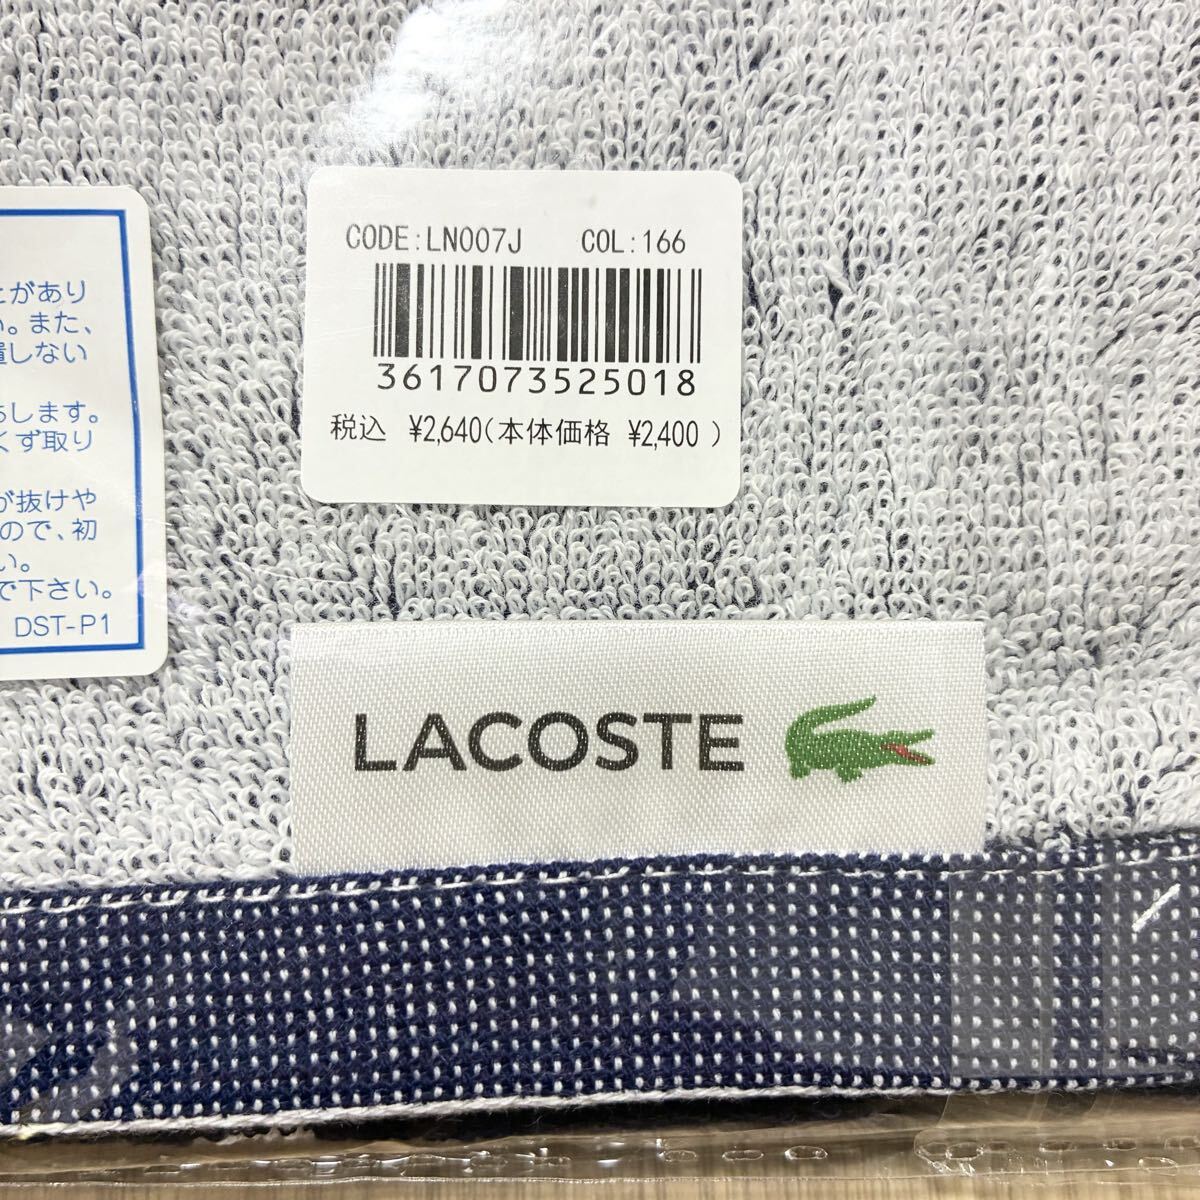 CODE:LN007J COL:166
3617073525018
税込 ¥2,640(本体価格 ¥2,400 )
があり
。また、
しない
します。
くず取り
が抜けや
ので、初
い。
で下さい。
DST-P1
LACOSTE